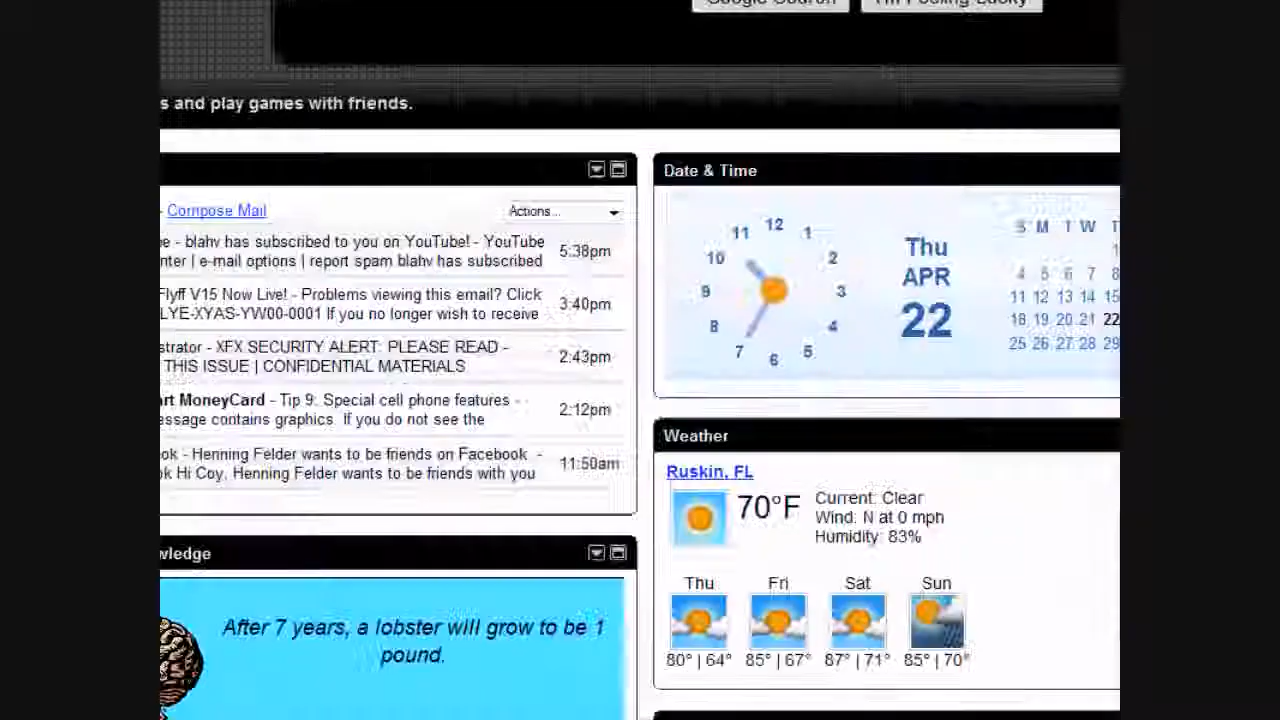 s and play games with friends.
- Compose Mail
Actions...
e - blahv has subscribed to you on YouTube! - YouTube
nter | e-mail options | report spam blahv has subscribed
5:38pm
Flyff V15 Now Live! - Problems viewing this email? Click
LYE-XYAS-YW00-0001 If you no longer wish to receive
3:40pm
strator - XFX SECURITY ALERT: PLEASE READ -
THIS ISSUE | CONFIDENTIAL MATERIALS
2:43pm
art MoneyCard - Tip 9: Special cell phone features -
essage contains graphics. If you do not see the
2:12pm
ok - Henning Felder wants to be friends on Facebook -
k Hi Coy, Henning Felder wants to be friends with you
11:50am
wledge
After 7 years, a lobster will grow to be 1
pound.
Date & Time
12
11 1
10 2
9 3
8 4
7 5
6
Thu
APR
22
S M T W T
1
4 5 6 7 8
11 12 13 14 15
18 19 20 21 22
25 26 27 28 29
Weather
Ruskin, FL
70°F
Current: Clear
Wind: N at 0 mph
Humidity: 83%
Thu Fri Sat Sun
80° | 64° 85° | 67° 87° | 71° 85° | 70°